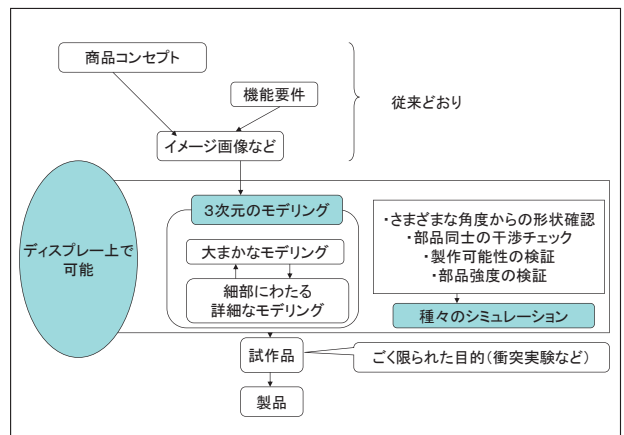 商品コンセプト
機能要件
従来どおり
イメージ画像など
ディスプレー上で
可能
3次元のモデリング
大まかなモデリング
細部にわたる
詳細なモデリング
・さまざまな角度からの形状確認
・部品同士の干渉チェック
・製作可能性の検証
・部品強度の検証
種々のシミュレーション
試作品
ごく限られた目的(衝突実験など)
製品